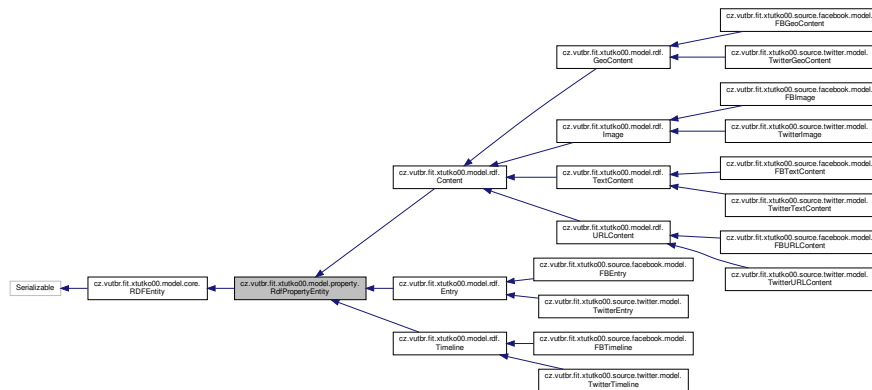 cz.vutbr.fit.xtutko00.source.facebook.model.
FBGeoContent
cz.vutbr.fit.xtutko00.model.rdf.
GeoContent
cz.vutbr.fit.xtutko00.source.twitter.model.
TwitterGeoContent
cz.vutbr.fit.xtutko00.source.facebook.model.
FBImage
cz.vutbr.fit.xtutko00.model.rdf.
Image
cz.vutbr.fit.xtutko00.source.twitter.model.
TwitterImage
cz.vutbr.fit.xtutko00.model.rdf.
Content
cz.vutbr.fit.xtutko00.model.rdf.
TextContent
cz.vutbr.fit.xtutko00.source.facebook.model.
FBTextContent
cz.vutbr.fit.xtutko00.source.twitter.model.
TwitterTextContent
cz.vutbr.fit.xtutko00.model.rdf.
URLContent
cz.vutbr.fit.xtutko00.source.facebook.model.
FBURLContent
cz.vutbr.fit.xtutko00.source.twitter.model.
TwitterURLContent
Serializable
cz.vutbr.fit.xtutko00.model.core.
RDFEntity
cz.vutbr.fit.xtutko00.model.property.
RdfPropertyEntity
cz.vutbr.fit.xtutko00.model.rdf.
Entry
cz.vutbr.fit.xtutko00.source.facebook.model.
FBEntry
cz.vutbr.fit.xtutko00.source.twitter.model.
TwitterEntry
cz.vutbr.fit.xtutko00.model.rdf.
Timeline
cz.vutbr.fit.xtutko00.source.facebook.model.
FBTimeline
cz.vutbr.fit.xtutko00.source.twitter.model.
TwitterTimeline